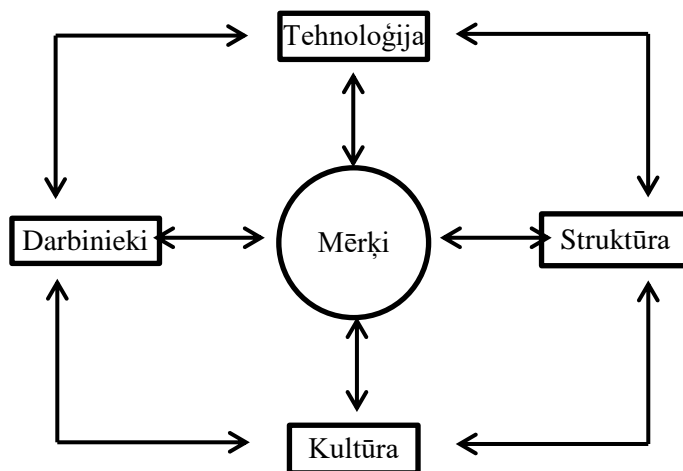 Tehnoloģija
Darbinieki
Mērķi
Struktūra
Kultūra